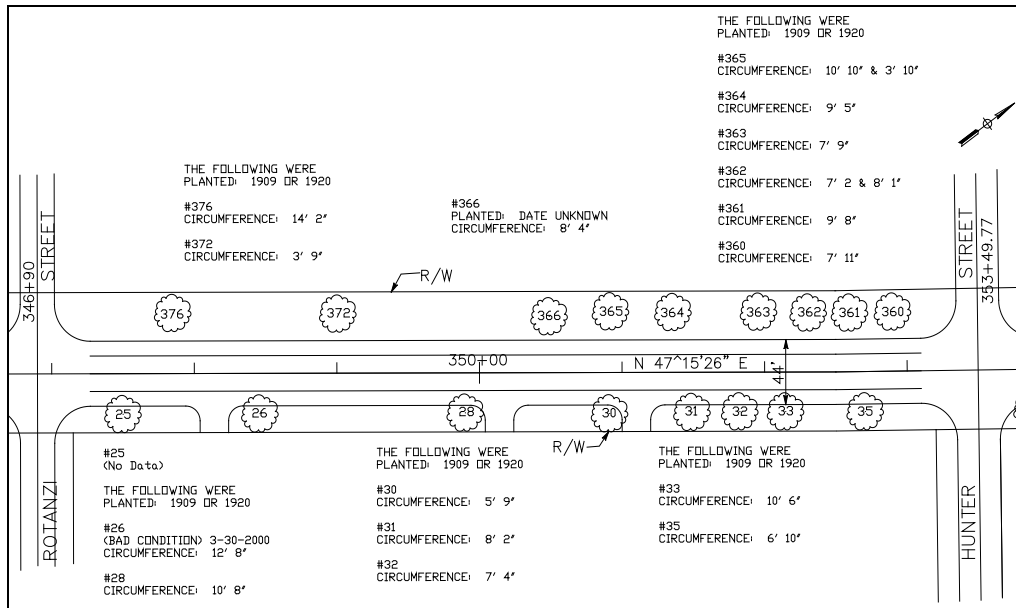 THE FOLLOWING WERE
PLANTED: 1909 OR 1920
#365
CIRCUMFERENCE: 10' 10" & 3' 10"
#364
CIRCUMFERENCE: 9' 5"
#363
CIRCUMFERENCE: 7' 9"
#362
CIRCUMFERENCE: 7' 2 & 8' 1"
#361
CIRCUMFERENCE: 9' 8"
#360
CIRCUMFERENCE: 7' 11"
THE FOLLOWING WERE
PLANTED: 1909 OR 1920
#376
CIRCUMFERENCE: 14' 2"
#372
CIRCUMFERENCE: 3' 9"
#366
PLANTED: DATE UNKNOWN
CIRCUMFERENCE: 8' 4"
R/W
346+90
STREET
STREET
353+49.77
376
372
366
365
364
363
362
361
360
350+00
N 47^15'26" E
44'
25
26
28
30
31
32
33
35
R/W
ROTANZI
HUNTER
#25
(No Data)
THE FOLLOWING WERE
PLANTED: 1909 OR 1920
#26
(BAD CONDITION) 3-30-2000
CIRCUMFERENCE: 12' 8"
#28
CIRCUMFERENCE: 10' 8"
THE FOLLOWING WERE
PLANTED: 1909 OR 1920
#30
CIRCUMFERENCE: 5' 9"
#31
CIRCUMFERENCE: 8' 2"
#32
CIRCUMFERENCE: 7' 4"
THE FOLLOWING WERE
PLANTED: 1909 OR 1920
#33
CIRCUMFERENCE: 10' 6"
#35
CIRCUMFERENCE: 6' 10"